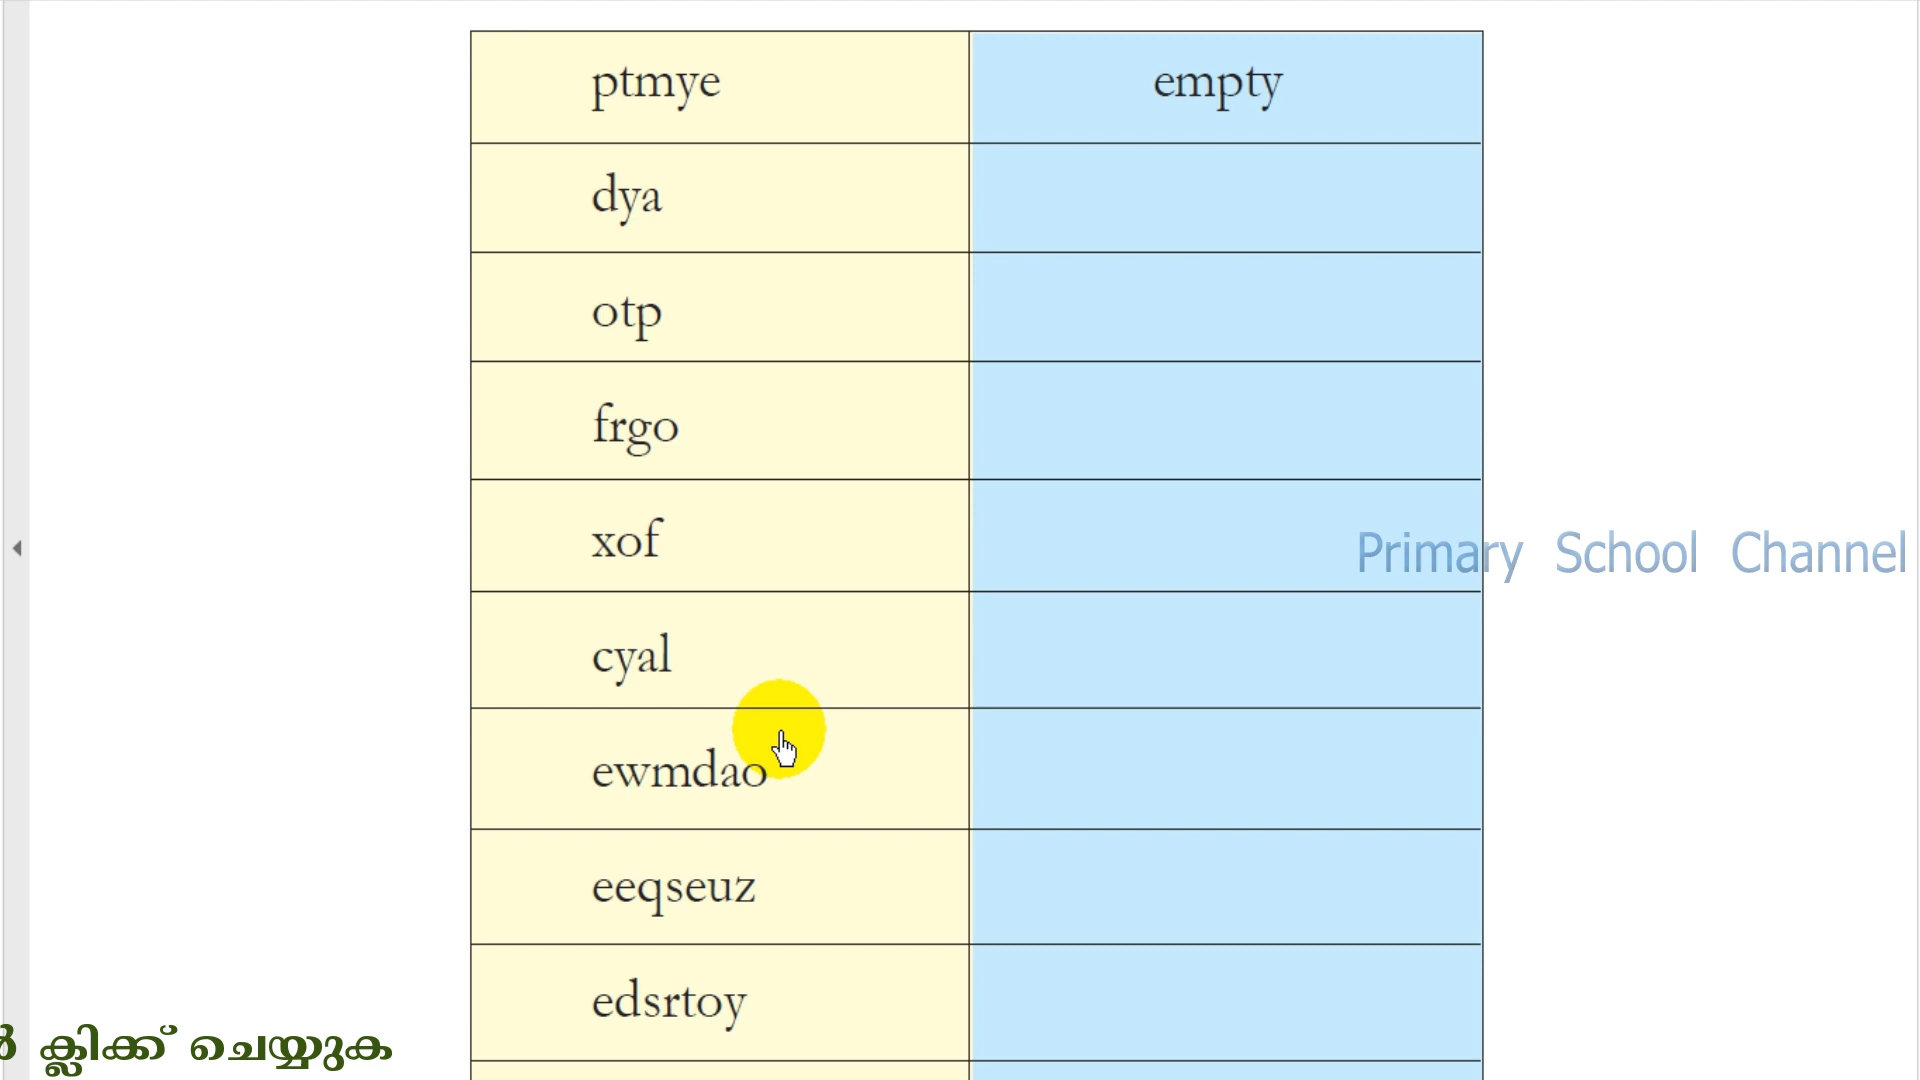 ptmye empty
dya
otp
frgo
xof
Primary School Channel
cyal
ewmdao
eeqseuz
edsrtoy
ക്ലിക്ക് ചെയ്യുക